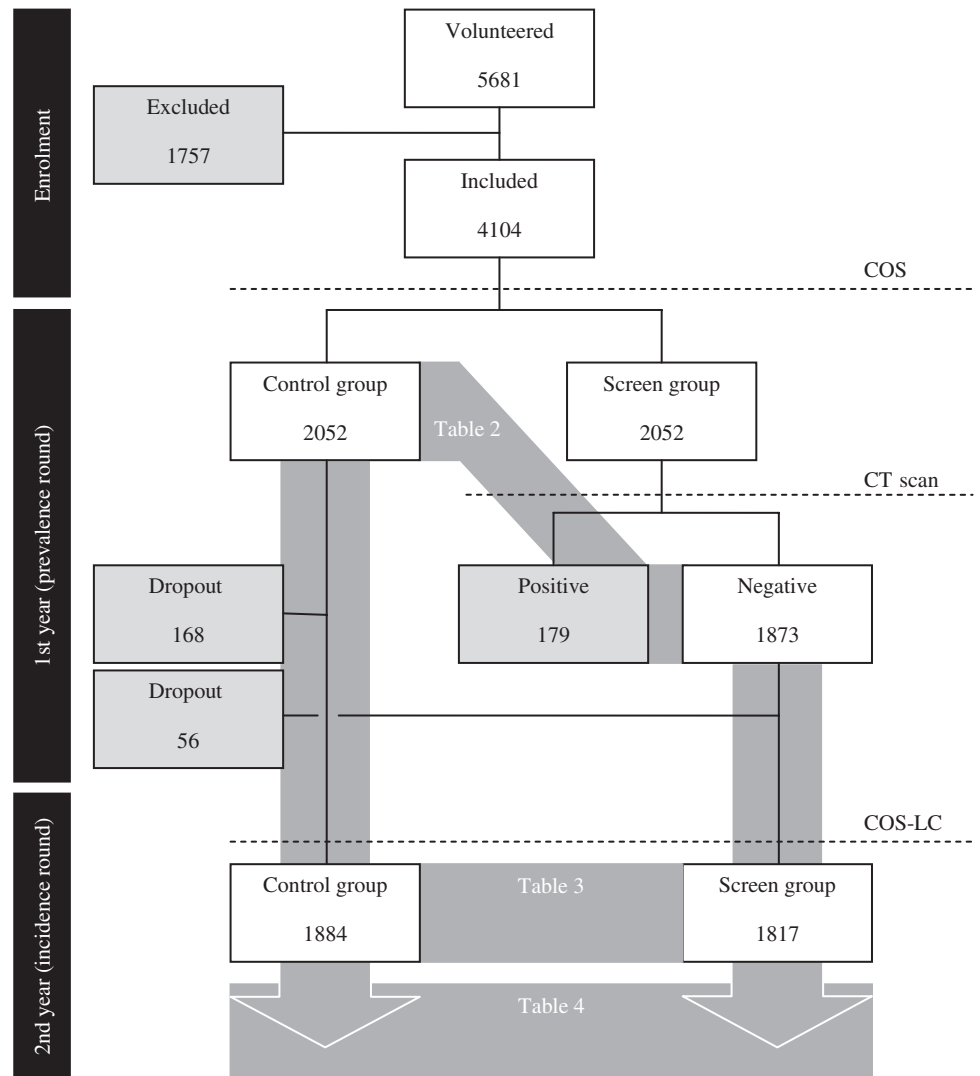 Enrolment
Volunteered
5681
Excluded
1757
Included
4104
COS
1st year (prevalence round)
Control group
2052
Table 2
Screen group
2052
CT scan
Dropout
168
Positive
179
Negative
1873
Dropout
56
2nd year (incidence round)
COS-LC
Control group
1884
Table 3
Screen group
1817
Table 4